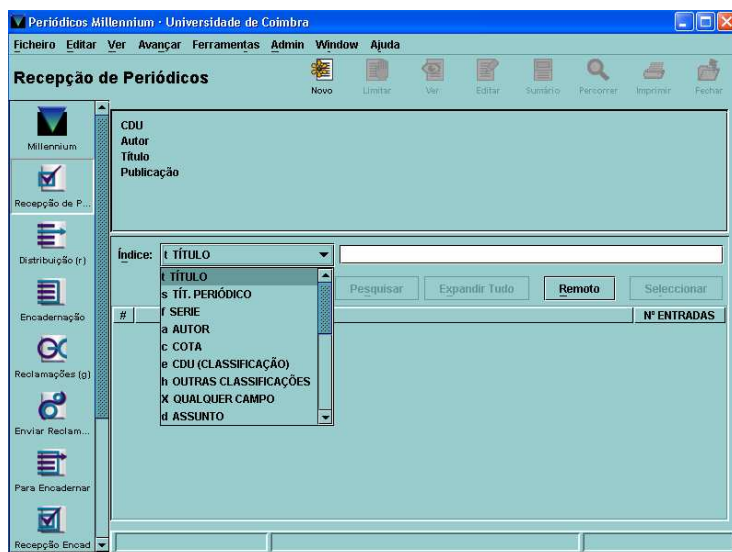 Periódicos Millennium · Universidade de Coimbra
Ficheiro Editar Ver Avançar Ferramentas Admin Window Ajuda
Recepção de Periódicos
Novo Limitar Ver Editar Sumário Percorrer Imprimir Fechar
Millennium
Recepção de P...
Distribuição (r)
Encadernação
Reclamações (g)
Enviar Reclam...
Para Encadernar
Recepção Encad
CDU
Autor
Título
Publicação
Índice: t TÍTULO
t TÍTULO
s TÍT. PERIÓDICO
f SERIE
a AUTOR
c COTA
e CDU (CLASSIFICAÇÃO)
h OUTRAS CLASSIFICAÇÕES
X QUALQUER CAMPO
d ASSUNTO
Pesquisar Expandir Tudo Remoto Seleccionar
# Nº ENTRADAS